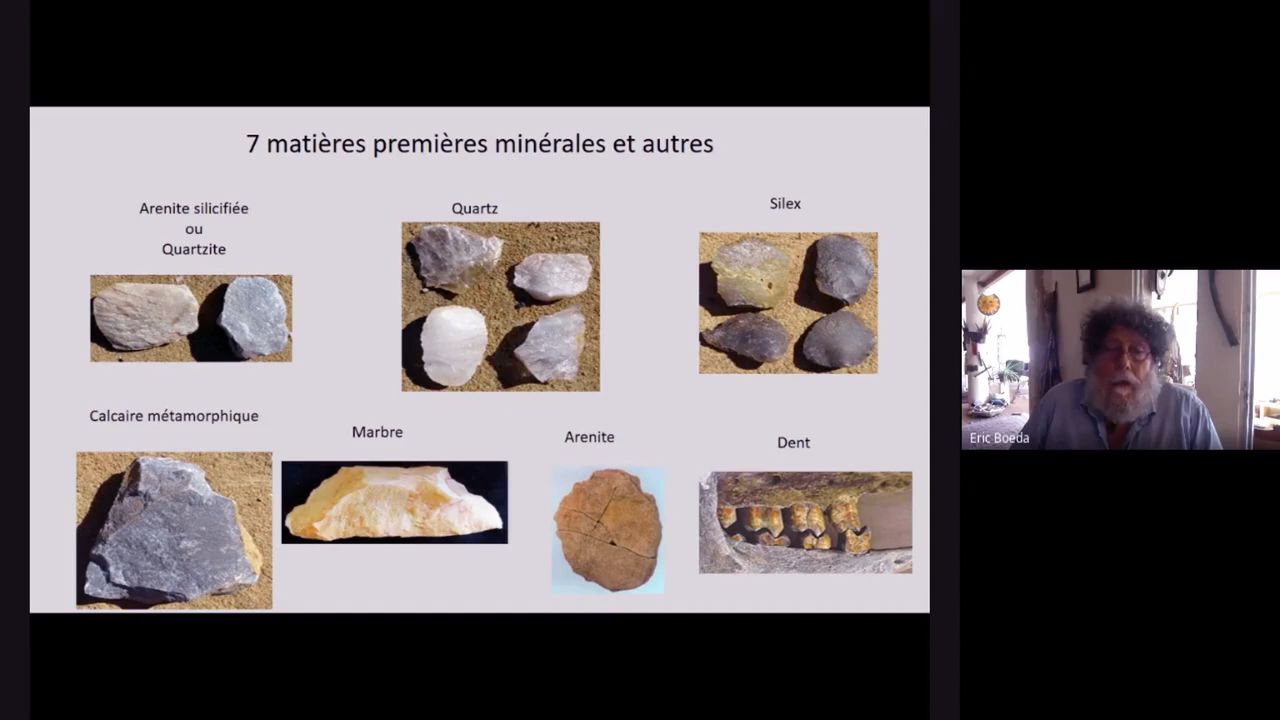 7 matières premières minérales et autres
Arenite silicifiée
ou
Quartzite
Quartz
Silex
Calcaire métamorphique
Marbre
Arenite
Dent
Eric Boeda